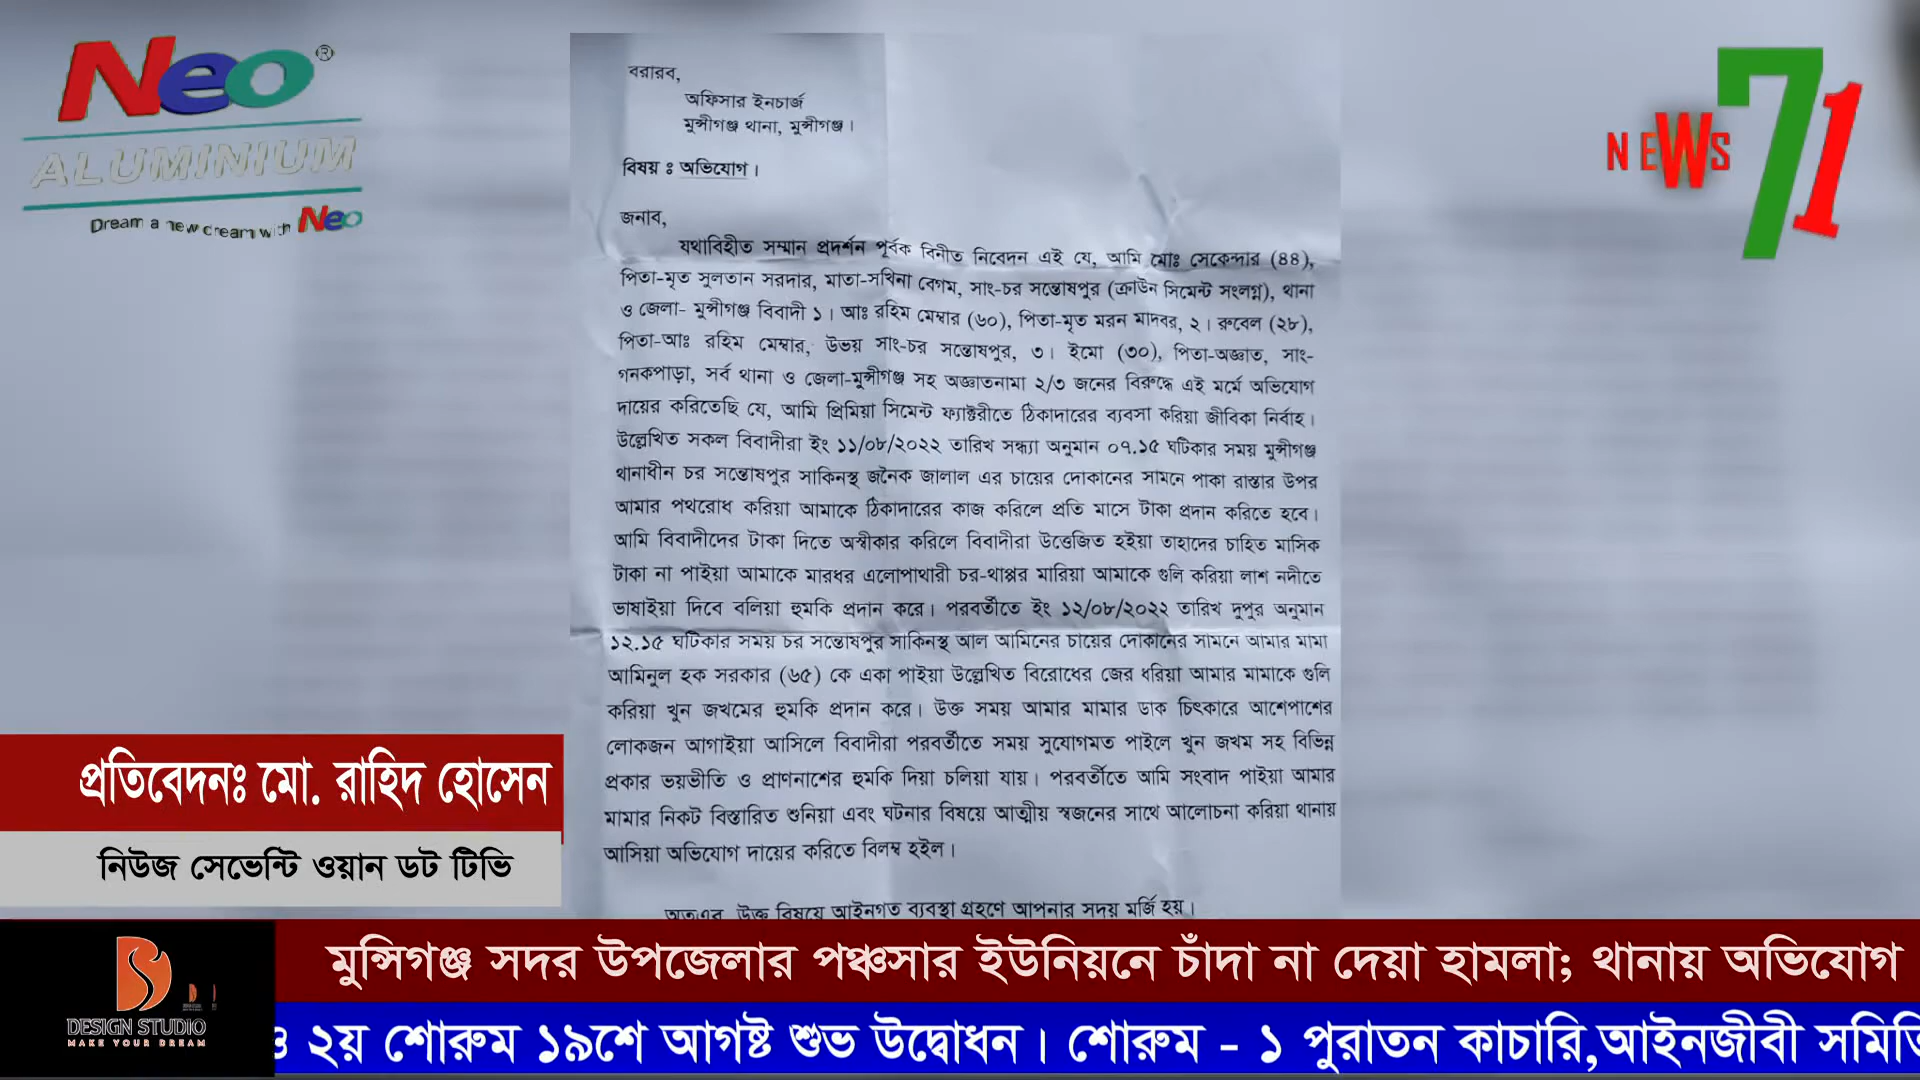 Neo®
ALUMINIUM
Dream a new dream with Neo
NEWS 71
বরারব,
অফিসার ইনচার্জ
মুন্সীগঞ্জ থানা, মুন্সীগঞ্জ।
বিষয় ঃ অভিযোগ।
জনাব,
যথাবিহীত সম্মান প্রদর্শন পূর্বক বিনীত নিবেদন এই যে, আমি মোঃ সেকেন্দার (৪৪),
পিতা-মৃত সুলতান সরদার, মাতা-সখিনা বেগম, সাং-চর সন্তোষপুর (ক্রাউন সিমেন্ট সংলগ্ন), থানা
ও জেলা- মুন্সীগঞ্জ বিবাদী ১। আঃ রহিম মেম্বার (৬০), পিতা-মৃত মরন মাদবর, ২। রুবেল (২৮),
পিতা-আঃ রহিম মেম্বার, উভয় সাং-চর সন্তোষপুর, ৩। ইমো (৩০), পিতা-অজ্ঞাত, সাং-
গনকপাড়া, সর্ব থানা ও জেলা-মুন্সীগঞ্জ সহ অজ্ঞাতনামা ২/৩ জনের বিরুদ্ধে এই মর্মে অভিযোগ
দায়ের করিতেছি যে, আমি প্রিমিয়া সিমেন্ট ফ্যাক্টরীতে ঠিকাদারের ব্যবসা করিয়া জীবিকা নির্বাহ।
উল্লেখিত সকল বিবাদীরা ইং ১১/০৮/২০২২ তারিখ সন্ধ্যা অনুমান ০৭.১৫ ঘটিকার সময় মুন্সীগঞ্জ
থানাধীন চর সন্তোষপুর সাকিনস্থ জনৈক জালাল এর চায়ের দোকানের সামনে পাকা রাস্তার উপর
আমার পথরোধ করিয়া আমাকে ঠিকাদারের কাজ করিলে প্রতি মাসে টাকা প্রদান করিতে হবে।
আমি বিবাদীদের টাকা দিতে অস্বীকার করিলে বিবাদীরা উত্তেজিত হইয়া তাহাদের চাহিত মাসিক
টাকা না পাইয়া আমাকে মারধর এলোপাথারী চর-থাপ্পর মারিয়া আমাকে গুলি করিয়া লাশ নদীতে
ভাষাইয়া দিবে বলিয়া হুমকি প্রদান করে। পরবর্তীতে ইং ১২/০৮/২০২২ তারিখ দুপুর অনুমান
১২.১৫ ঘটিকার সময় চর সন্তোষপুর সাকিনস্থ আল আমিনের চায়ের দোকানের সামনে আমার মামা
আমিনুল হক সরকার (৬৫) কে একা পাইয়া উল্লেখিত বিরোধের জের ধরিয়া আমার মামাকে গুলি
করিয়া খুন জখমের হুমকি প্রদান করে। উক্ত সময় আমার মামার ডাক চিৎকারে আশেপাশের
লোকজন আগাইয়া আসিলে বিবাদীরা পরবর্তীতে সময় সুযোগমত পাইলে খুন জখম সহ বিভিন্ন
প্রকার ভয়ভীতি ও প্রাণনাশের হুমকি দিয়া চলিয়া যায়। পরবর্তীতে আমি সংবাদ পাইয়া আমার
মামার নিকট বিস্তারিত শুনিয়া এবং ঘটনার বিষয়ে আত্মীয় স্বজনের সাথে আলোচনা করিয়া থানায়
আসিয়া অভিযোগ দায়ের করিতে বিলম্ব হইল।
অতএব, উক্ত বিষয়ে আইনগত ব্যবস্থা গ্রহণে আপনার সদয় মর্জি হয়।
প্রতিবেদনঃ মো. রাহিদ হোসেন
নিউজ সেভেন্টি ওয়ান ডট টিভি
DESIGN STUDIO
MAKE YOUR DREAM
মুন্সিগঞ্জ সদর উপজেলার পঞ্চসার ইউনিয়নে চাঁদা না দেয়া হামলা; থানায় অভিযোগ
ও ২য় শোরুম ১৯শে আগষ্ট শুভ উদ্বোধন। শোরুম - ১ পুরাতন কাচারি,আইনজীবী সমিতি